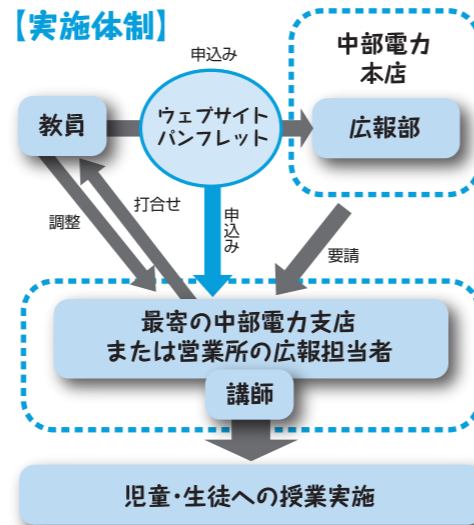 【実施体制】
申込み
中部電力
本店
教員
ウェブサイト
パンフレット
広報部
調整
打合せ
申込み
要請
最寄の中部電力支店
または営業所の広報担当者
講師
児童・生徒への授業実施